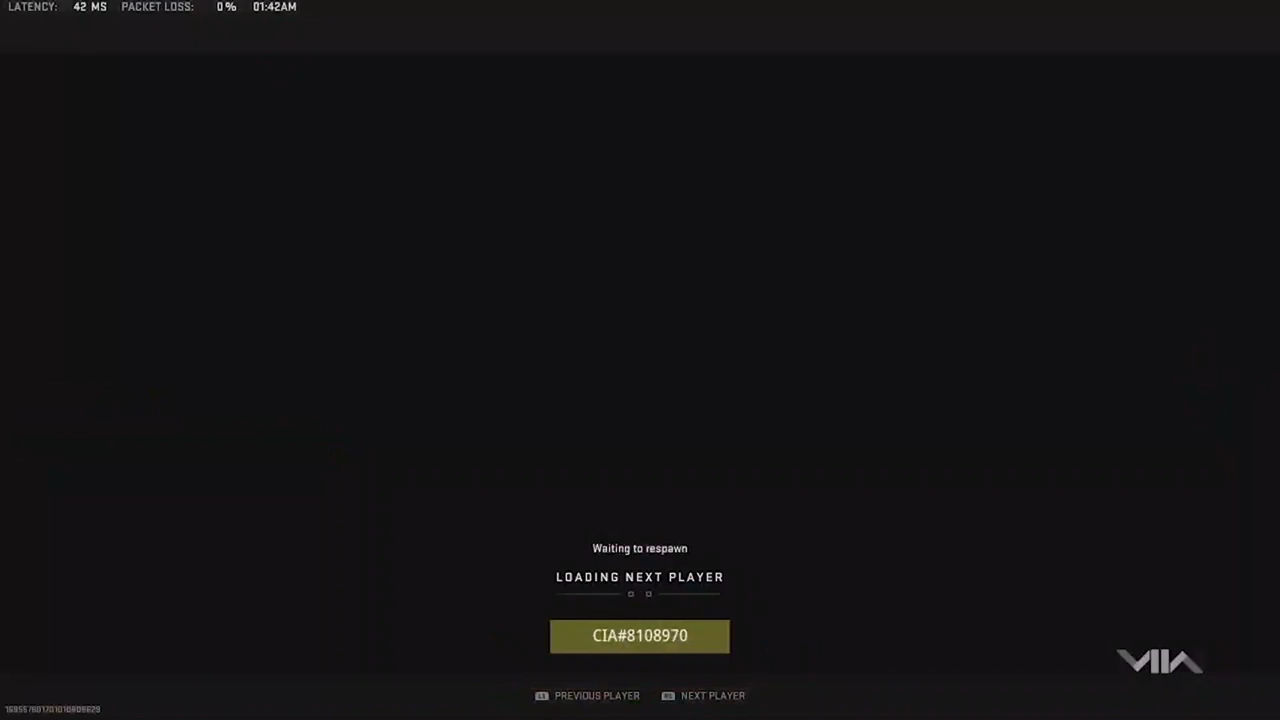 LATENCY: 42 MS PACKET LOSS: 0% 01:42AM
Waiting to respawn
LOADING NEXT PLAYER
CIA#8108970
PREVIOUS PLAYER NEXT PLAYER